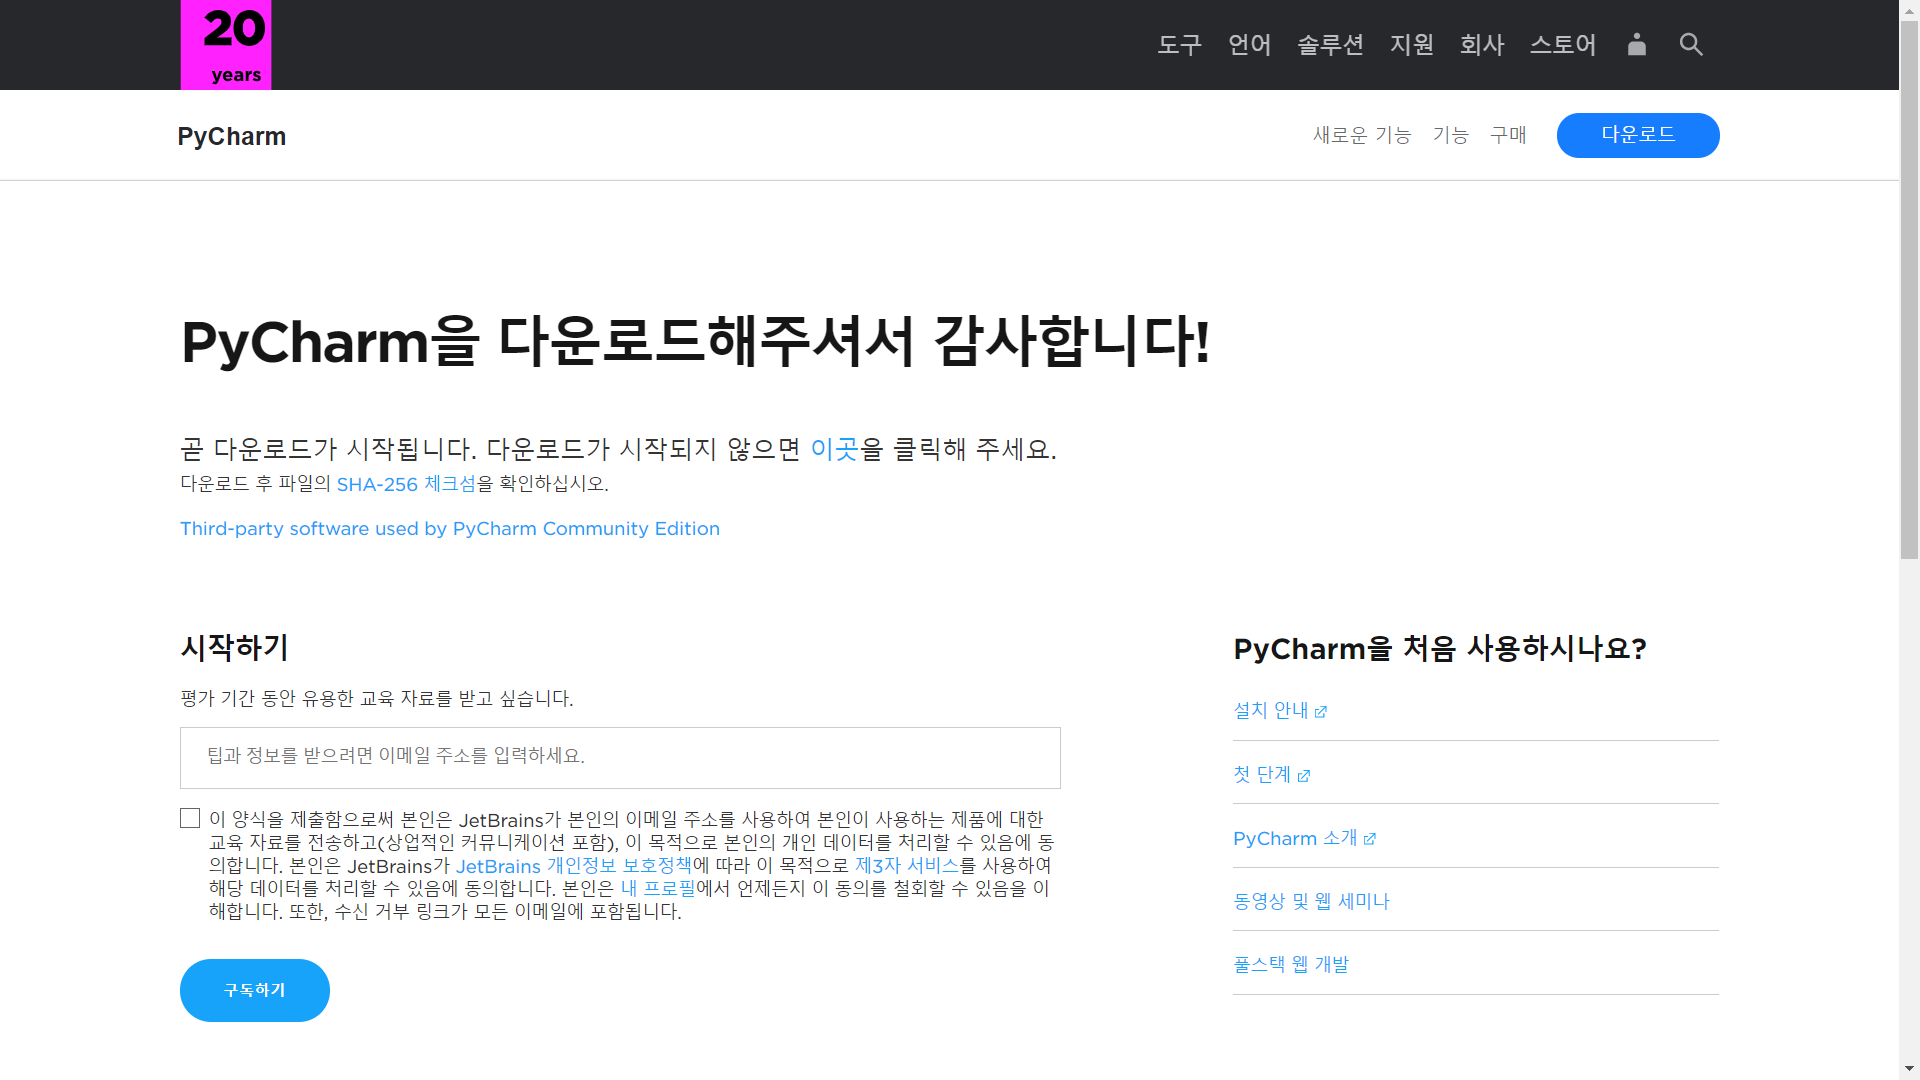 20
years
도구 언어 솔루션 지원 회사 스토어
PyCharm
새로운 기능 기능 구매 다운로드
PyCharm을 다운로드해주셔서 감사합니다!
곧 다운로드가 시작됩니다. 다운로드가 시작되지 않으면 이곳을 클릭해 주세요.
다운로드 후 파일의 SHA-256 체크섬을 확인하십시오.
Third-party software used by PyCharm Community Edition
시작하기
평가 기간 동안 유용한 교육 자료를 받고 싶습니다.
팁과 정보를 받으려면 이메일 주소를 입력하세요.
이 양식을 제출함으로써 본인은 JetBrains가 본인의 이메일 주소를 사용하여 본인이 사용하는 제품에 대한
교육 자료를 전송하고(상업적인 커뮤니케이션 포함), 이 목적으로 본인의 개인 데이터를 처리할 수 있음에 동
의합니다. 본인은 JetBrains가 JetBrains 개인정보 보호정책에 따라 이 목적으로 제3자 서비스를 사용하여
해당 데이터를 처리할 수 있음에 동의합니다. 본인은 내 프로필에서 언제든지 이 동의를 철회할 수 있음을 이
해합니다. 또한, 수신 거부 링크가 모든 이메일에 포함됩니다.
구독하기
PyCharm을 처음 사용하시나요?
설치 안내
첫 단계
PyCharm 소개
동영상 및 웹 세미나
풀스택 웹 개발